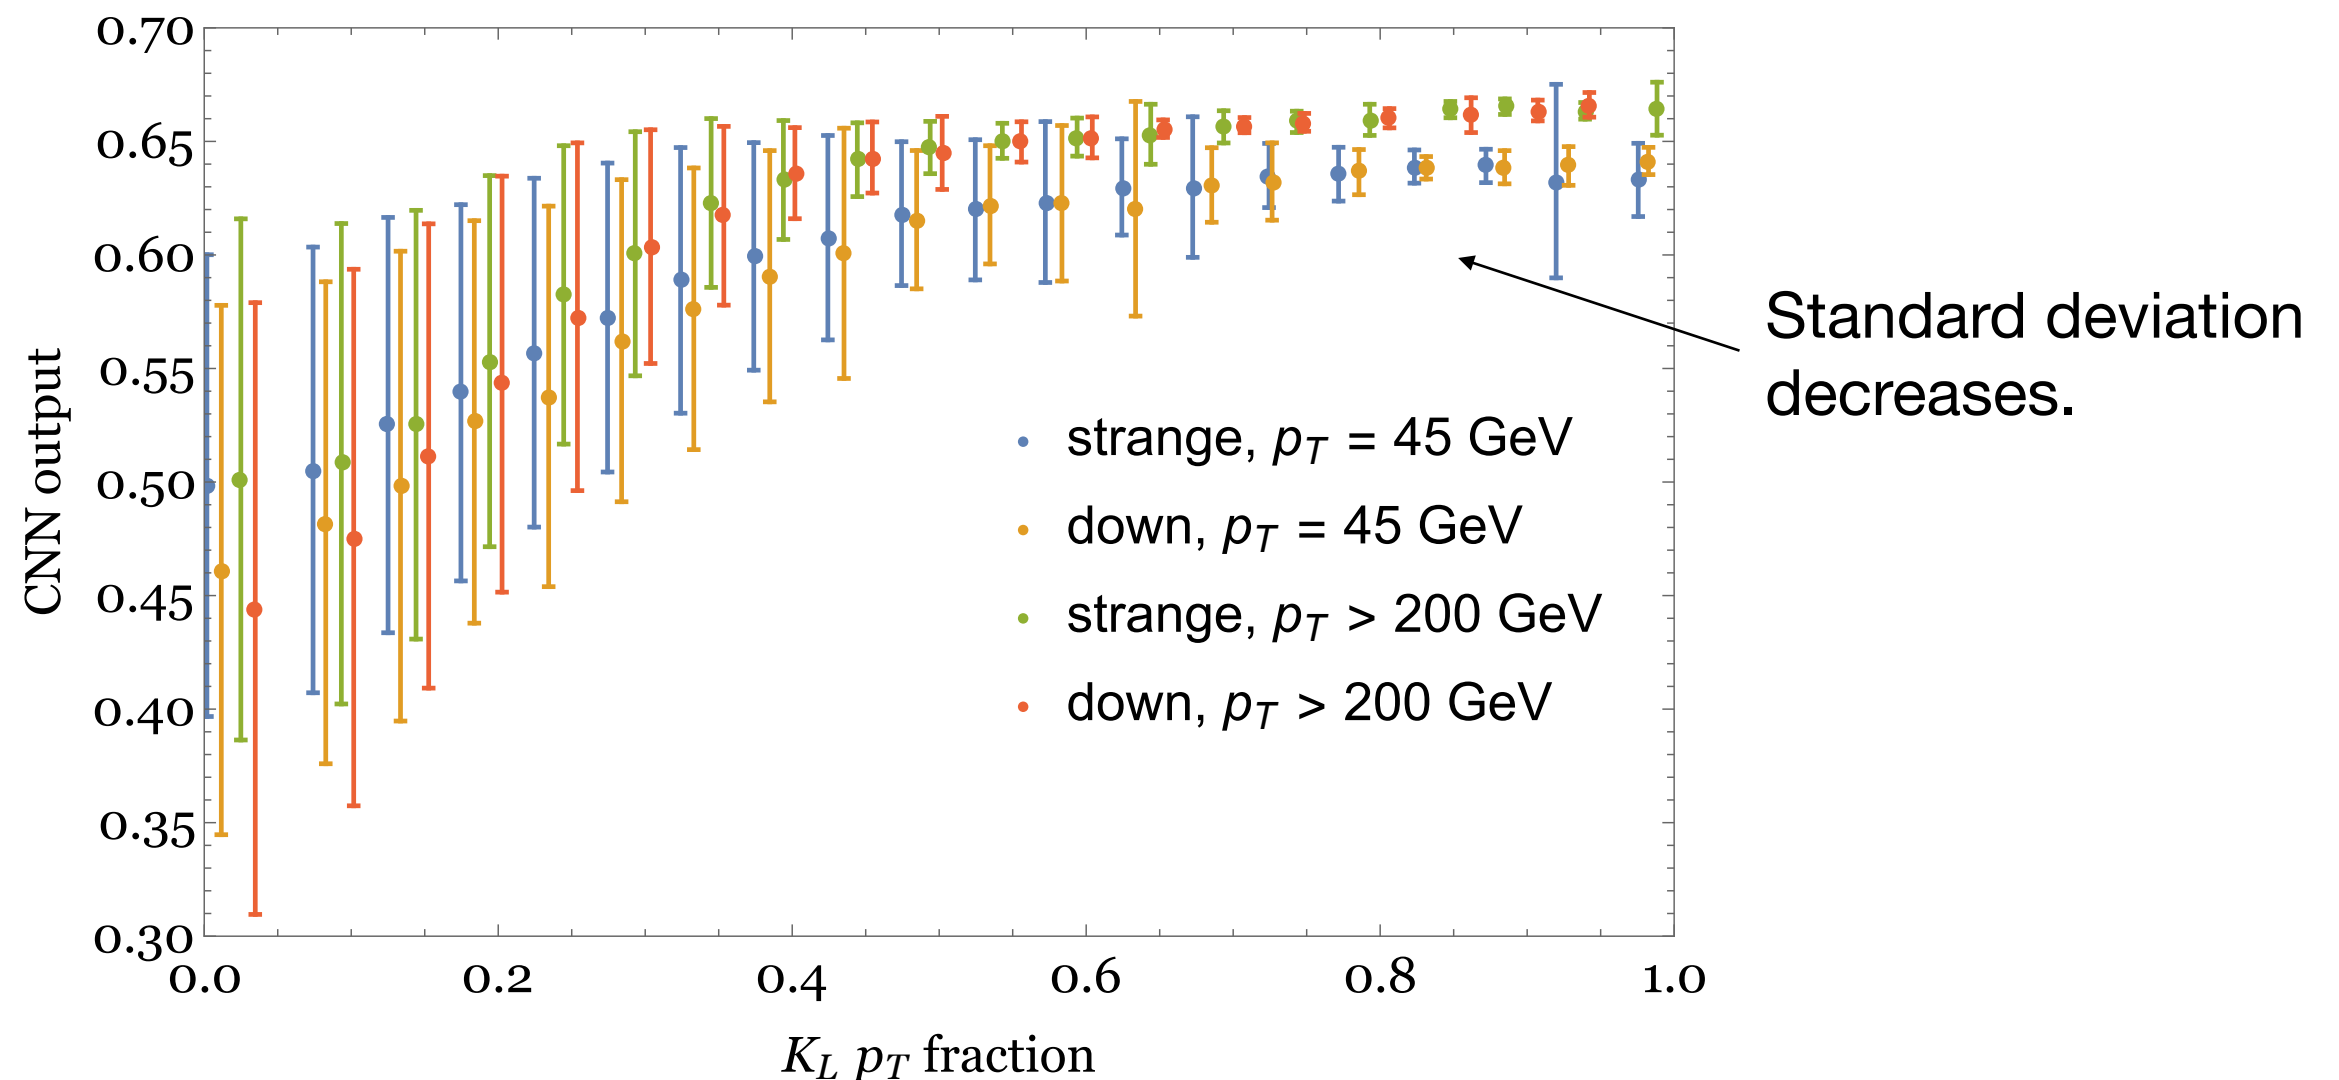 0.70
0.65
0.60
0.55
0.50
0.45
0.40
0.35
0.30
CNN output
0.0 0.2 0.4 0.6 0.8 1.0
K_L p_T fraction
strange, p_T = 45 GeV
down, p_T = 45 GeV
strange, p_T > 200 GeV
down, p_T > 200 GeV
Standard deviation
decreases.